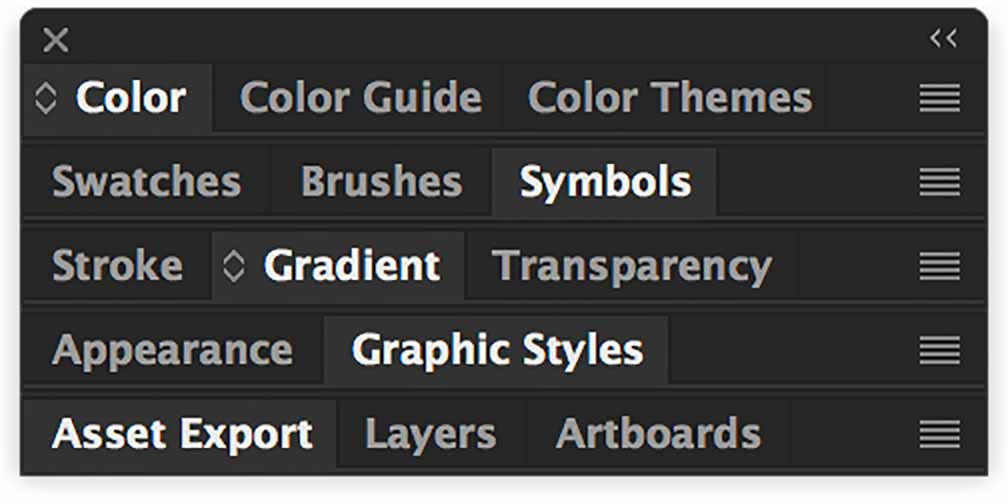 Color Color Guide Color Themes
Swatches Brushes Symbols
Stroke Gradient Transparency
Appearance Graphic Styles
Asset Export Layers Artboards